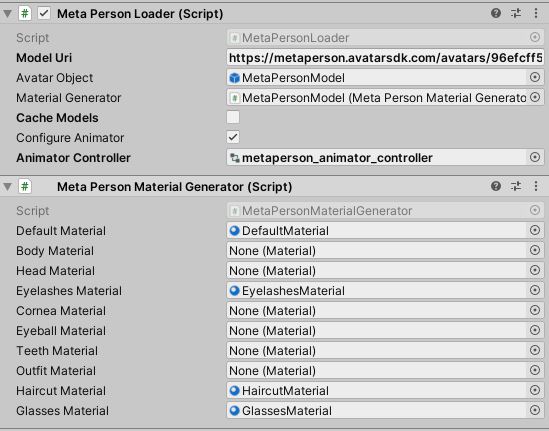 Meta Person Loader (Script)
Script MetaPersonLoader
Model Uri https://metaperson.avatarsdk.com/avatars/96efcff5
Avatar Object MetaPersonModel
Material Generator MetaPersonModel (Meta Person Material Generato
Cache Models
Configure Animator
Animator Controller metaperson_animator_controller
Meta Person Material Generator (Script)
Script MetaPersonMaterialGenerator
Default Material DefaultMaterial
Body Material None (Material)
Head Material None (Material)
Eyelashes Material EyelashesMaterial
Cornea Material None (Material)
Eyeball Material None (Material)
Teeth Material None (Material)
Outfit Material None (Material)
Haircut Material HaircutMaterial
Glasses Material GlassesMaterial